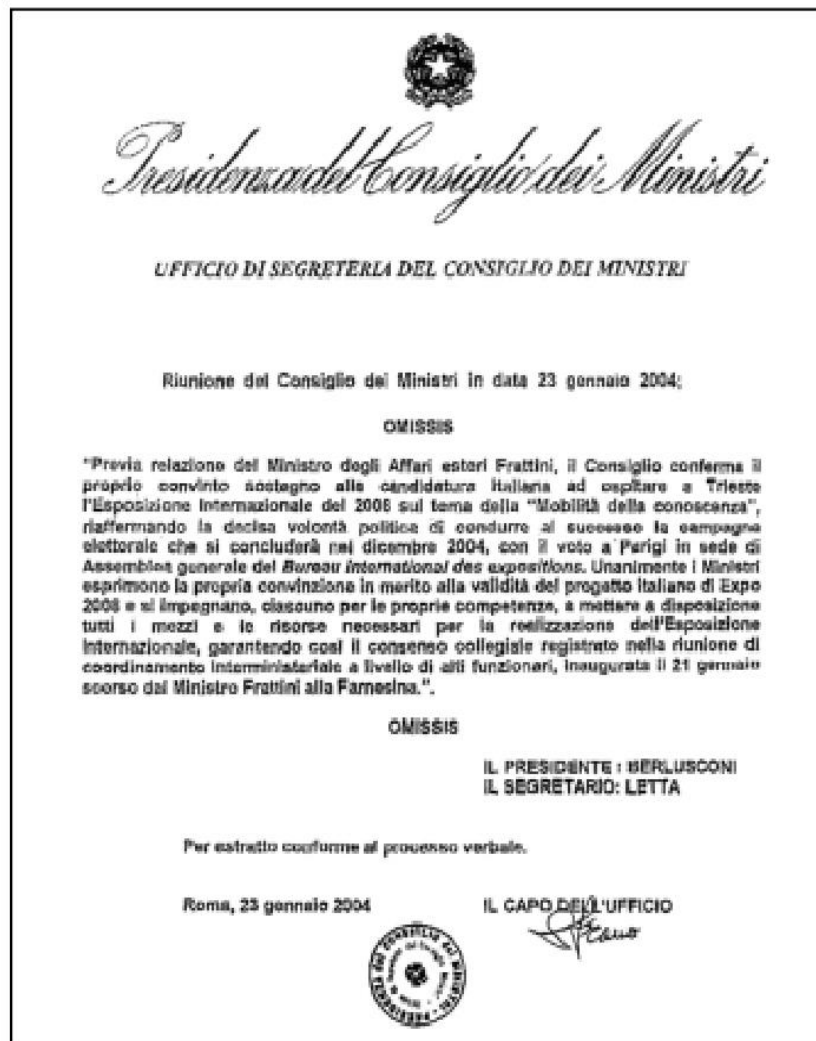 Presidenza del Consiglio dei Ministri
UFFICIO DI SEGRETERIA DEL CONSIGLIO DEI MINISTRI
Riunione del Consiglio dei Ministri in data 23 gennaio 2004:
OMISSIS
"Previa relazione del Ministro degli Affari esteri Frattini, il Consiglio conferma il
proprio convinto sostegno alla candidatura italiana ad ospitare a Trieste
l'Esposizione Internazionale del 2008 sul tema della "Mobilità della conoscenza",
riaffermando la decisa volontà politica di condurre al successo la campagna
elettorale che si concluderà nel dicembre 2004, con il voto a Parigi in sede di
Assemblea generale del Bureau International des expositions. Unanimente i Ministri
esprimono la propria convinzione in merito alla validità del progetto italiano di Expo
2008 e si impegnano, ciascuno per le proprie competenze, a mettere a disposizione
tutti i mezzi e le risorse necessari per la realizzazione dell'Esposizione
Internazionale, garantendo così il consenso collegiale registrato nella riunione di
coordinamento interministeriale a livello di alti funzionari, inaugurata il 21 gennaio
scorso dal Ministro Frattini alla Farnesina.".
OMISSIS
IL PRESIDENTE : BERLUSCONI
IL SEGRETARIO: LETTA
Per estratto conforme al processo verbale.
Roma, 23 gennaio 2004
IL CAPO DELL'UFFICIO
PRESIDENZA DEL CONSIGLIO DEI MINISTRI